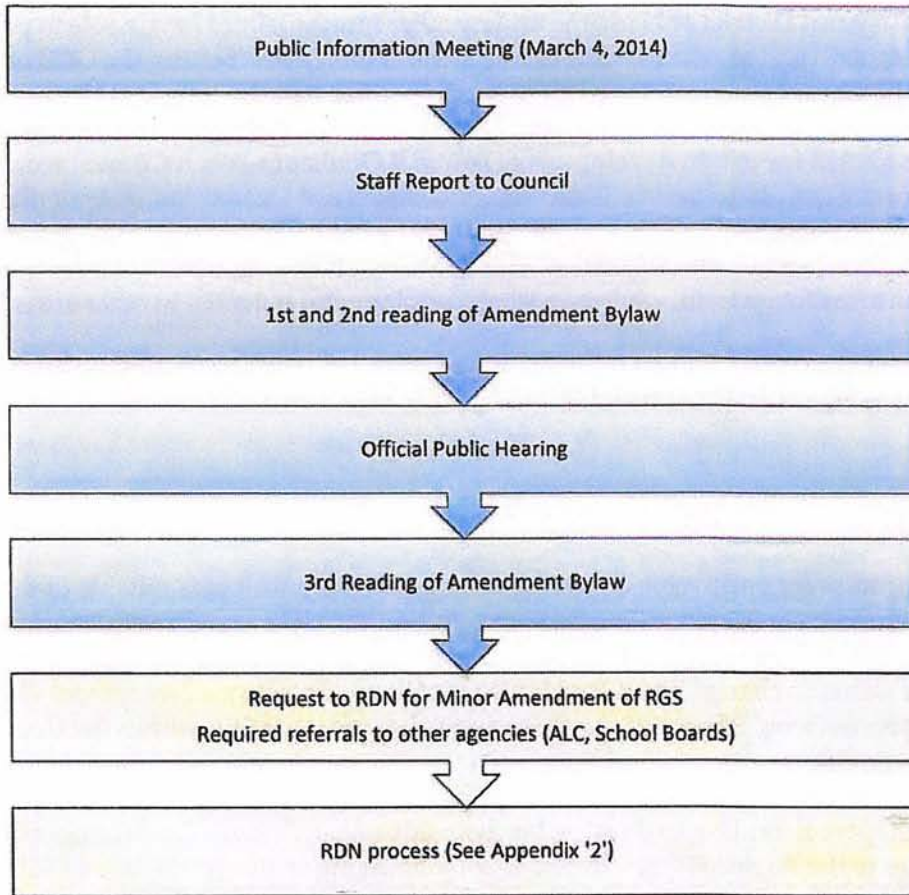 Public Information Meeting (March 4, 2014)
Staff Report to Council
1st and 2nd reading of Amendment Bylaw
Official Public Hearing
3rd Reading of Amendment Bylaw
Request to RDN for Minor Amendment of RGS
Required referrals to other agencies (ALC, School Boards)
RDN process (See Appendix '2')